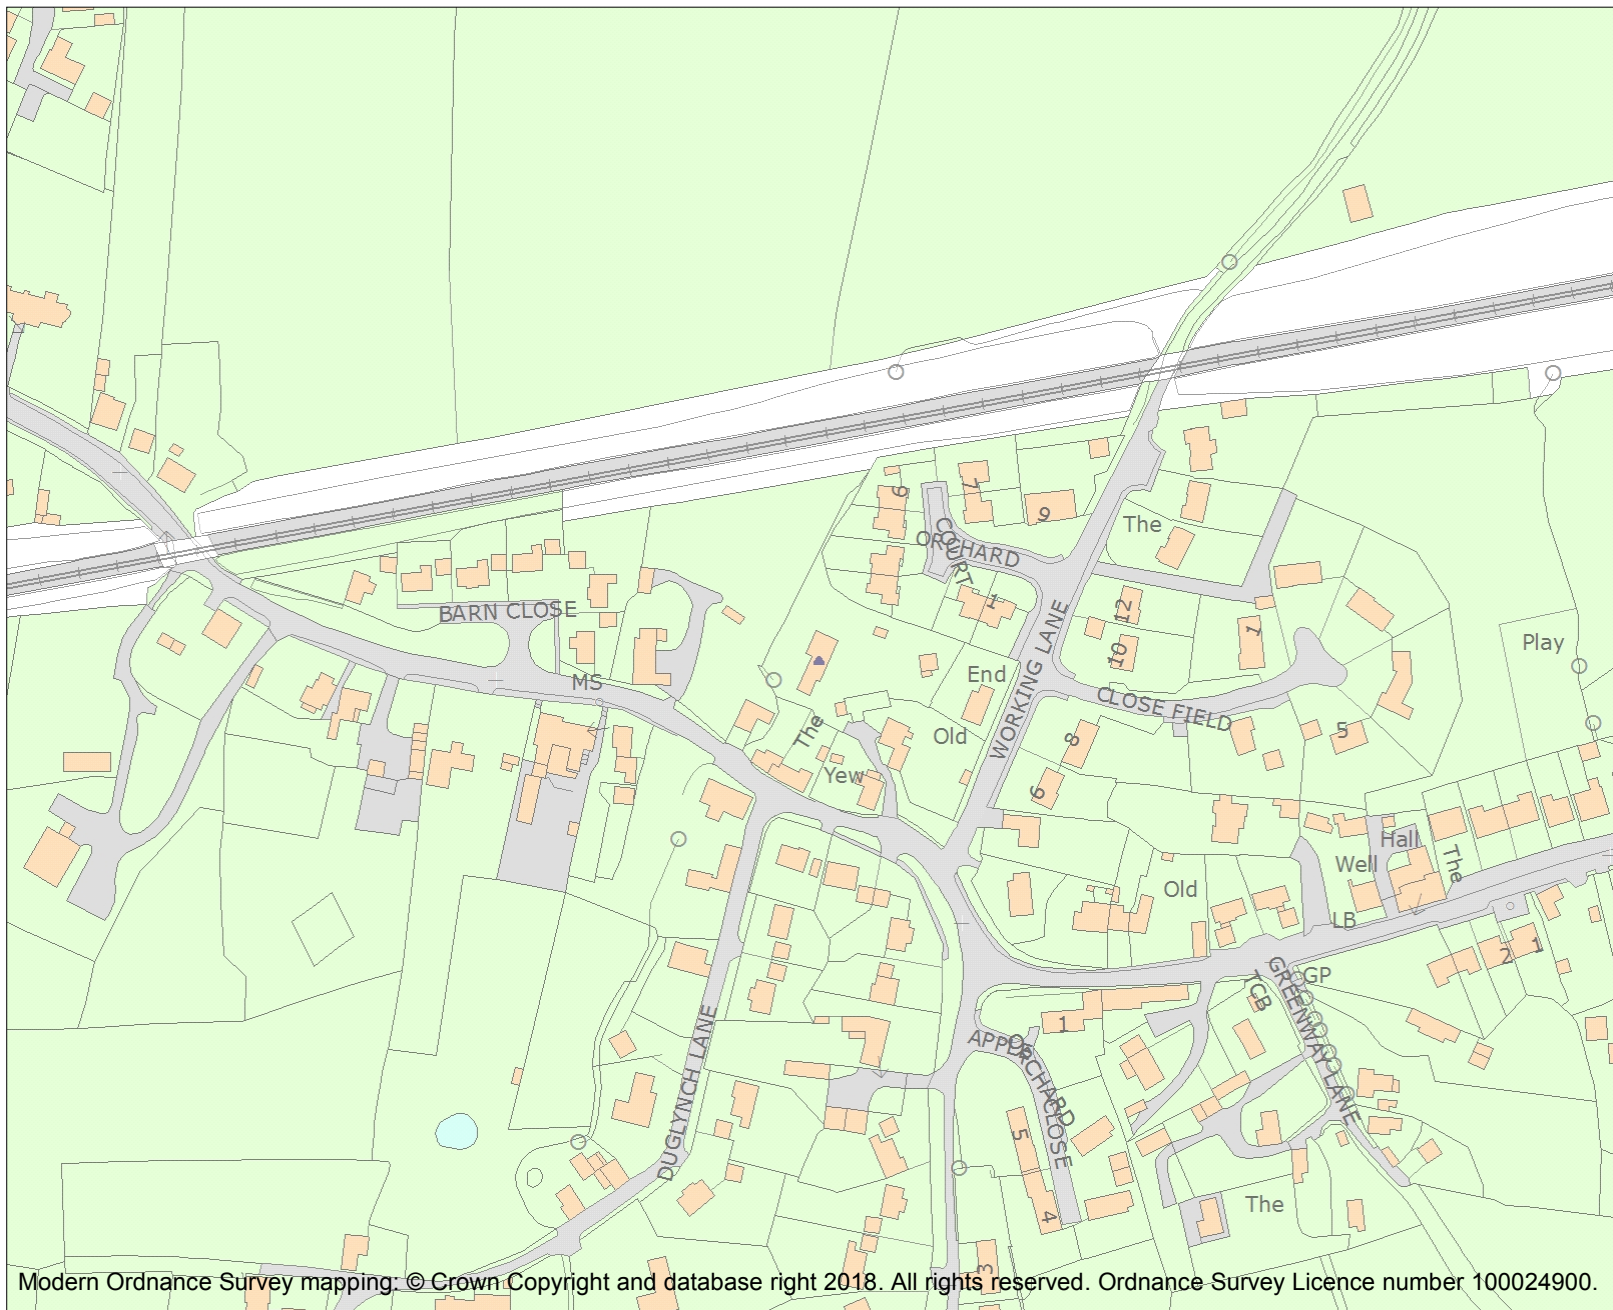 6
7
9
The
ORCHARD
COURT
1
BARN CLOSE
12
10
1
Play
MS
End
WORKING LANE
CLOSE FIELD
The
Old
8
5
Yew
6
Hall
Well
The
Old
LB
2
1
GP
TCB
GREENWAY LANE
DUGLYNCH LANE
1
APPLE
ORCHARD
CLOSE
5
4
The
3
Modern Ordnance Survey mapping: © Crown Copyright and database right 2018. All rights reserved. Ordnance Survey Licence number 100024900.